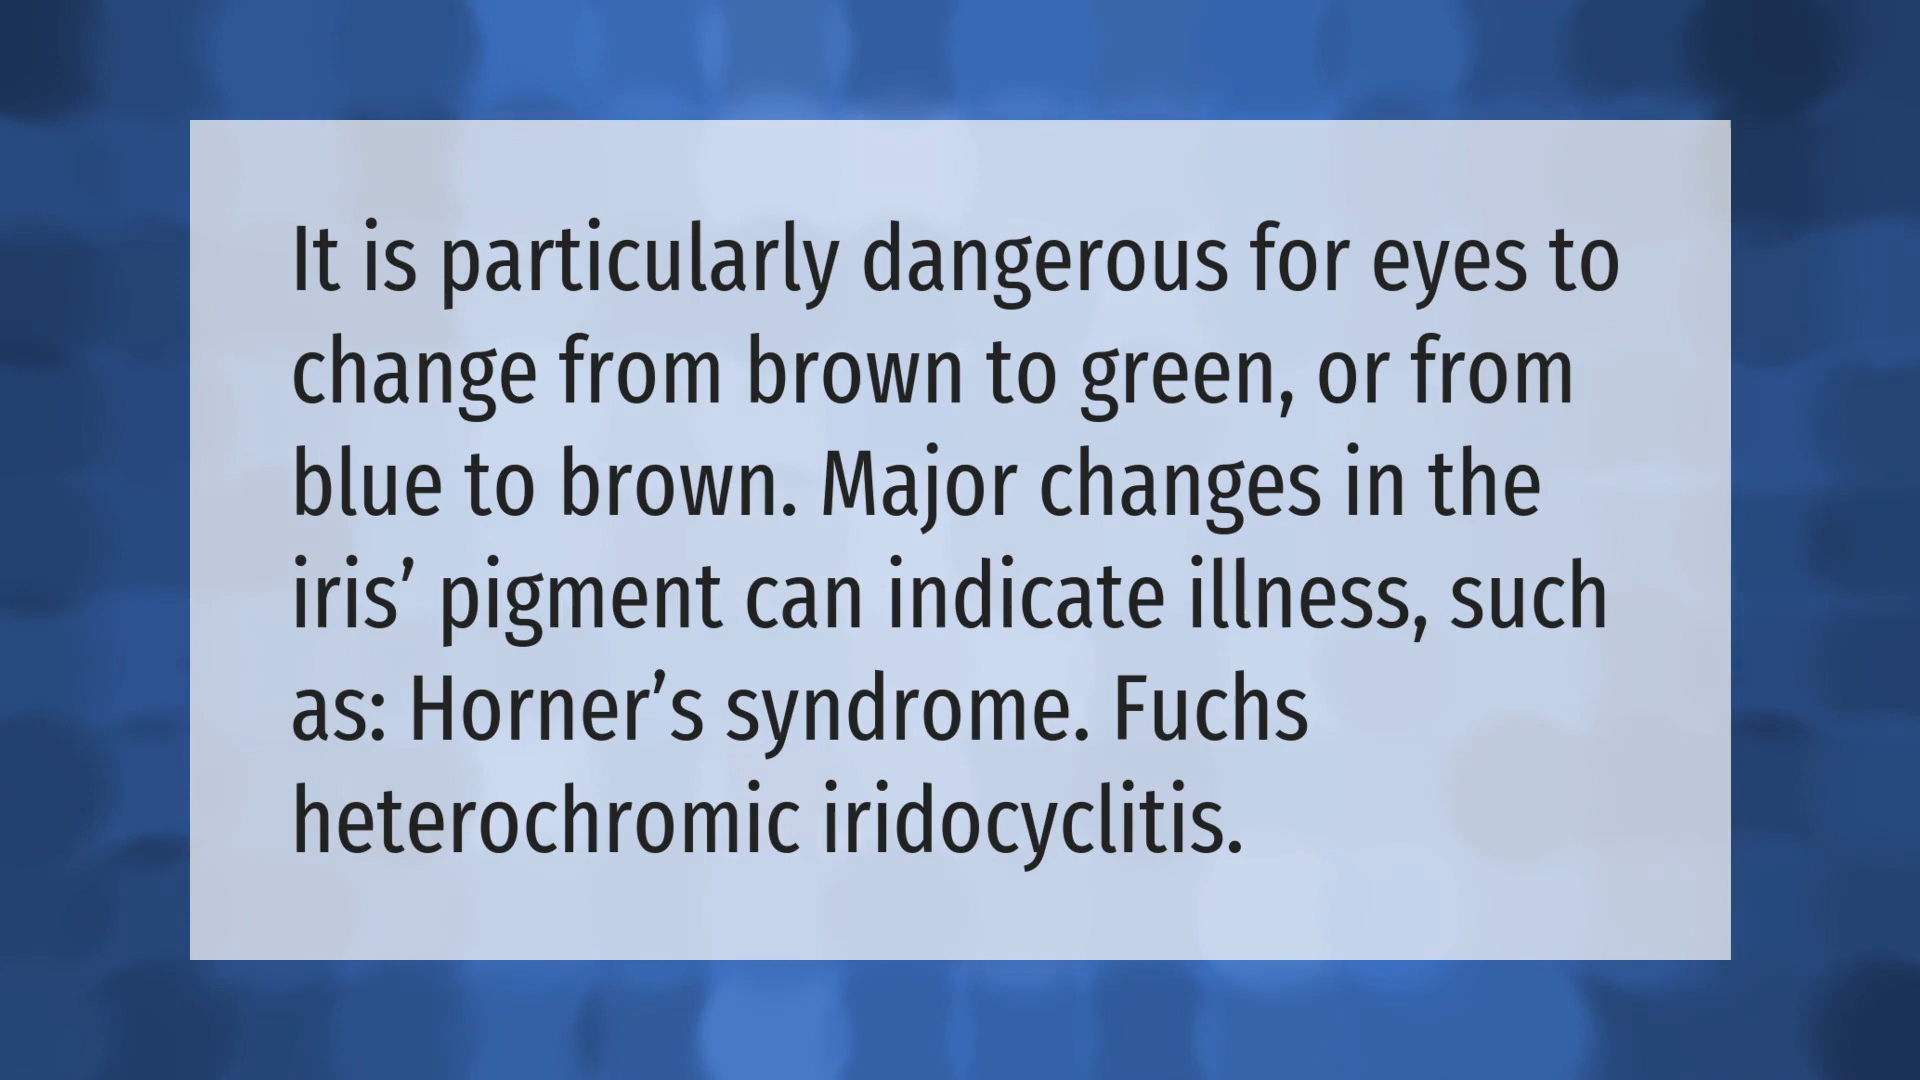 It is particularly dangerous for eyes to
change from brown to green, or from
blue to brown. Major changes in the
iris’ pigment can indicate illness, such
as: Horner’s syndrome. Fuchs
heterochromic iridocyclitis.